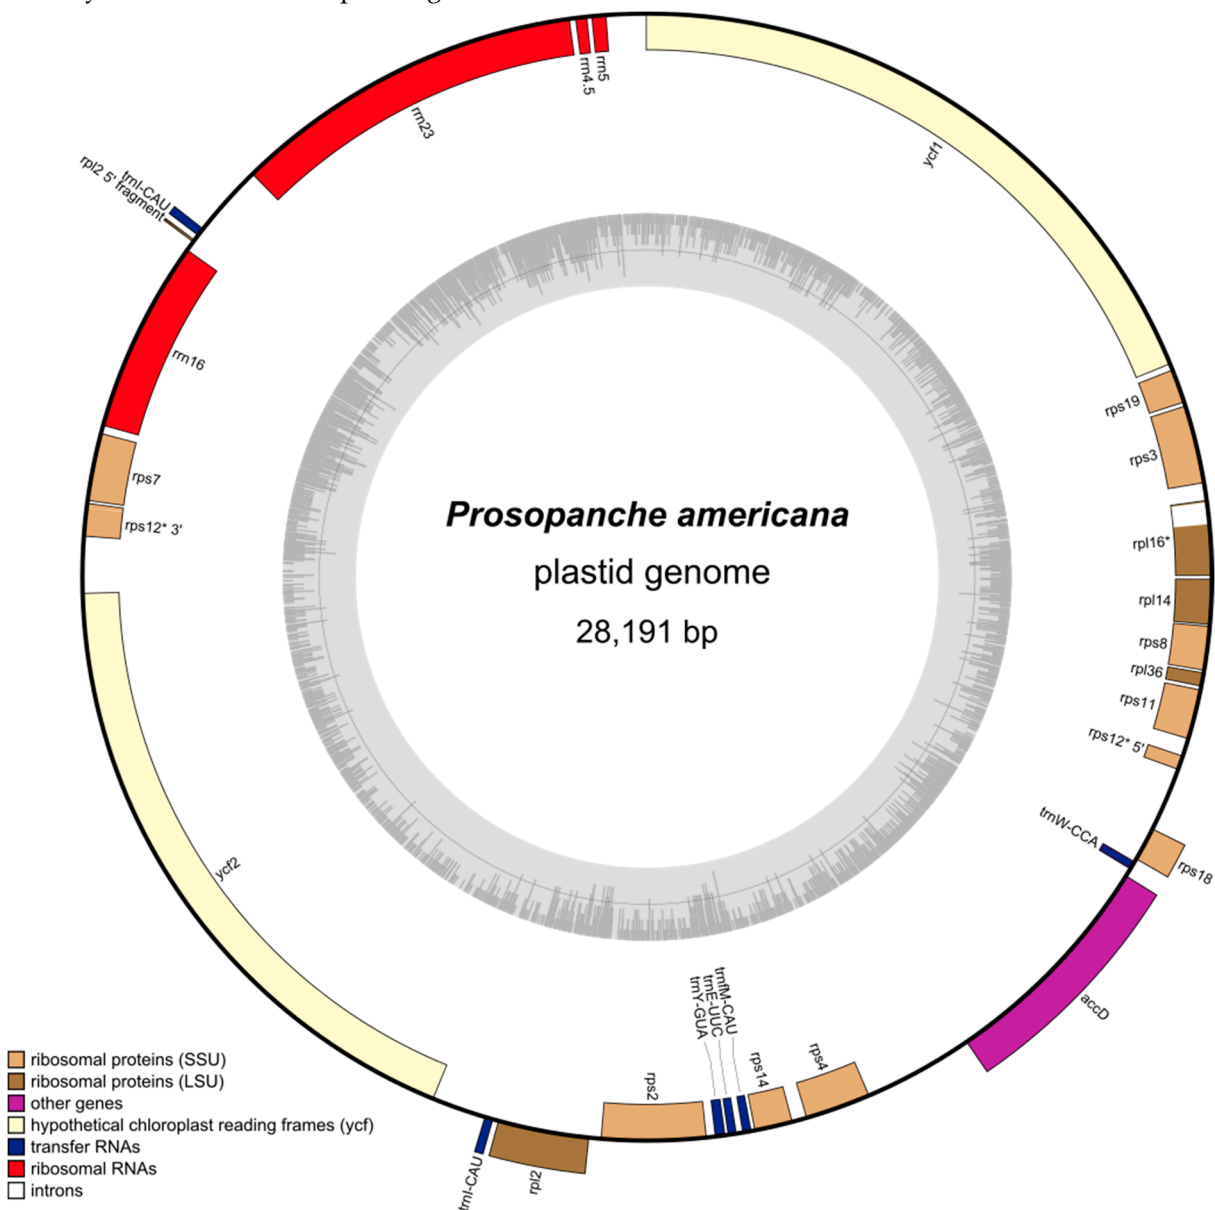 rrn5
rrn4.5
rrn23
ycf1
trnI-CAU
rpl2 5' fragment
rrn16
rps19
rps3
rps7
rps12* 3'
Prosopanche americana
plastid genome
28,191 bp
rpl16*
rpl14
rps8
rpl36
rps11
rps12* 5'
trnW-CCA
rps18
accD
ycf2
trnfM-CAU
trnE-UUC
trnY-GUA
rps4
rps14
rps2
rpl2
trnI-CAU
ribosomal proteins (SSU)
ribosomal proteins (LSU)
other genes
hypothetical chloroplast reading frames (ycf)
transfer RNAs
ribosomal RNAs
introns